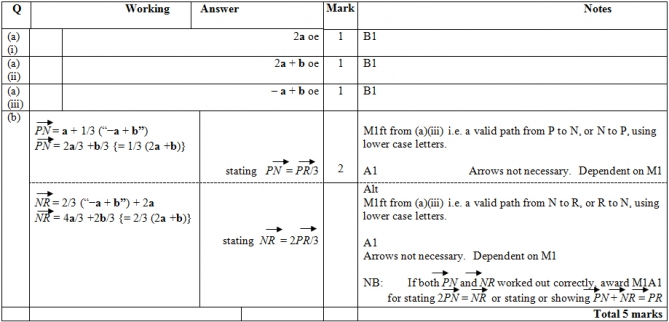 Q Working Answer Mark Notes
(a) (i) 2a oe 1 B1
(a) (ii) 2a + b oe 1 B1
(a) (iii) − a + b oe 1 B1
(b)
PN = a + 1/3 (“−a + b”)
PN = 2a/3 +b/3 {= 1/3 (2a +b)}
stating PN = PR/3
2
M1ft from (a)(iii) i.e. a valid path from P to N, or N to P, using
lower case letters.
A1 Arrows not necessary. Dependent on M1
NR = 2/3 (“−a + b”) + 2a
NR = 4a/3 +2b/3 {= 2/3 (2a +b)}
stating NR = 2PR/3
Alt
M1ft from (a)(iii) i.e. a valid path from N to R, or R to N, using
lower case letters.
A1
Arrows not necessary. Dependent on M1
NB: If both PN and NR worked out correctly, award M1A1
for stating 2PN = NR or stating or showing PN + NR = PR
Total 5 marks